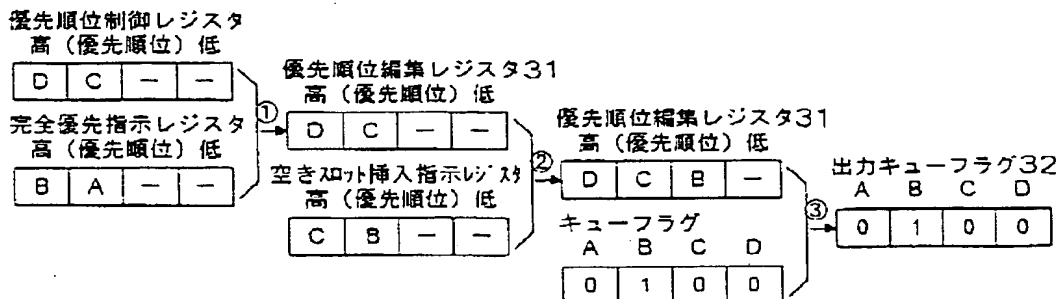 優先順位制御レジスタ
高（優先順位）低
D C － －
完全優先指示レジスタ
高（優先順位）低
B A － －
①
優先順位編集レジスタ31
高（優先順位）低
D C － －
空きスロット挿入指示レジスタ
高（優先順位）低
C B － －
②
優先順位編集レジスタ31
高（優先順位）低
D C B －
キューフラグ
A B C D
0 1 0 0
③
出力キューフラグ32
A B C D
0 1 0 0